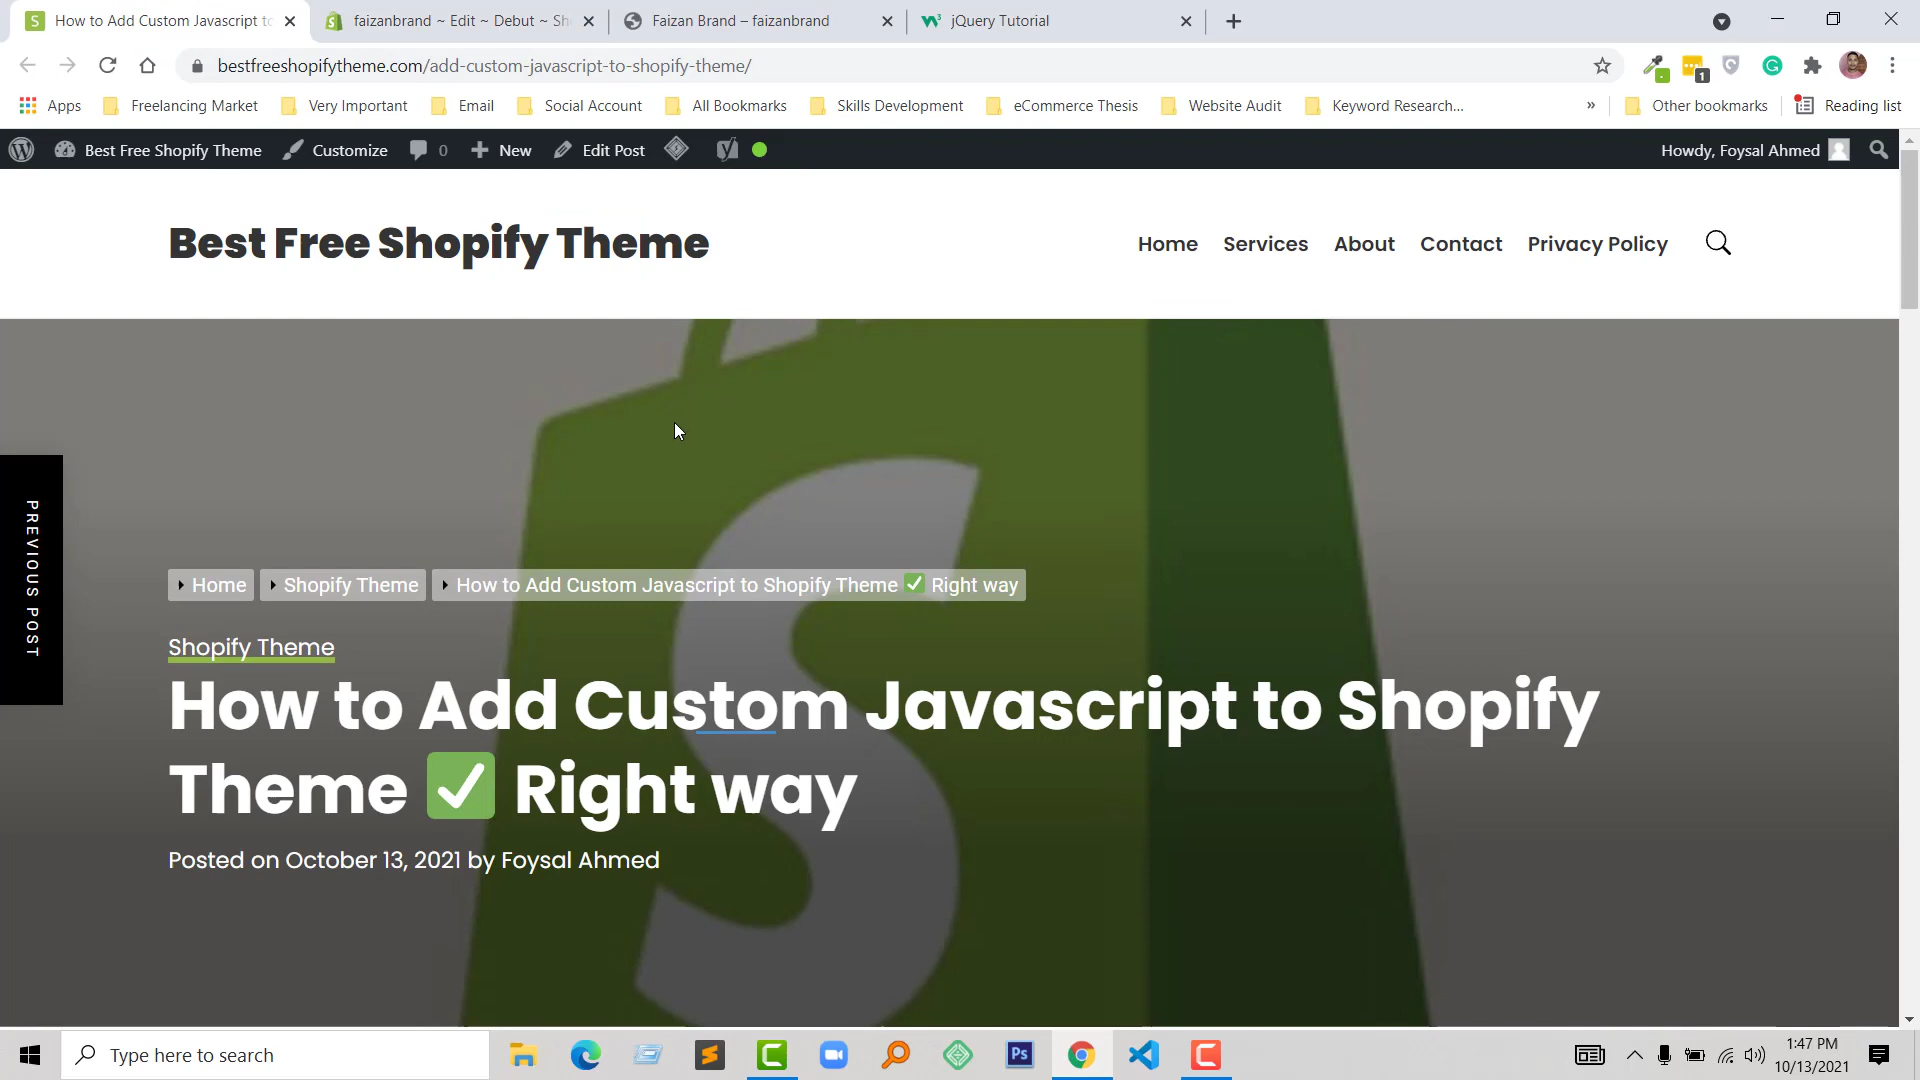 How to Add Custom Javascript to
faizanbrand ~ Edit ~ Debut ~ Sh
Faizan Brand – faizanbrand
jQuery Tutorial
bestfreeshopifytheme.com/add-custom-javascript-to-shopify-theme/
1
Apps
Freelancing Market
Very Important
Email
Social Account
All Bookmarks
Skills Development
eCommerce Thesis
Website Audit
Keyword Research...
»
Other bookmarks
Reading list
Best Free Shopify Theme
Customize
0
New
Edit Post
Howdy, Foysal Ahmed
Best Free Shopify Theme
Home
Services
About
Contact
Privacy Policy
PREVIOUS POST
Home
Shopify Theme
How to Add Custom Javascript to Shopify Theme ✅ Right way
Shopify Theme
How to Add Custom Javascript to Shopify
Theme ✅ Right way
Posted on October 13, 2021 by Foysal Ahmed
Type here to search
Ps
1:47 PM
10/13/2021